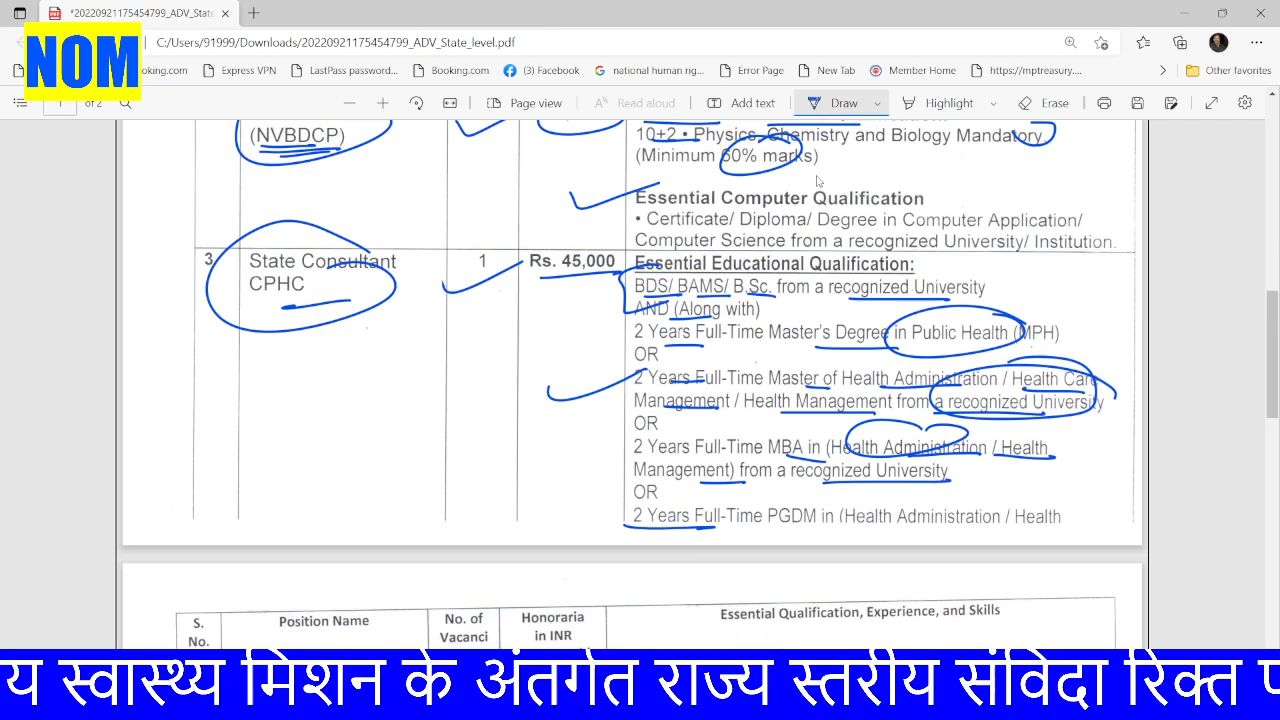 *20220921175454799_ADV_State
NOM
C:/Users/91999/Downloads/20220921175454799_ADV_State_level.pdf
ooking.com
Express VPN
LastPass password...
Booking.com
(3) Facebook
national human rig...
Error Page
New Tab
Member Home
https://mptreasury....
Other favorites
1 of 2
Page view
Read aloud
Add text
Draw
Highlight
Erase
(NVBDCP)
10+2 • Physics, Chemistry and Biology Mandatory
(Minimum 60% marks)
Essential Computer Qualification
• Certificate/ Diploma/ Degree in Computer Application/
Computer Science from a recognized University/ Institution.
3 State Consultant 1 Rs. 45,000 Essential Educational Qualification:
CPHC BDS/ BAMS/ B.Sc. from a recognized University
AND (Along with)
2 Years Full-Time Master's Degree in Public Health (MPH)
OR
2 Years Full-Time Master of Health Administration / Health Care
Management / Health Management from a recognized University
OR
2 Years Full-Time MBA in (Health Administration / Health
Management) from a recognized University
OR
2 Years Full-Time PGDM in (Health Administration / Health
S. No.
Position Name
No. of Vacanci
Honoraria in INR
Essential Qualification, Experience, and Skills
य स्वास्थ्य मिशन के अंतर्गत राज्य स्तरीय संविदा रिक्त प